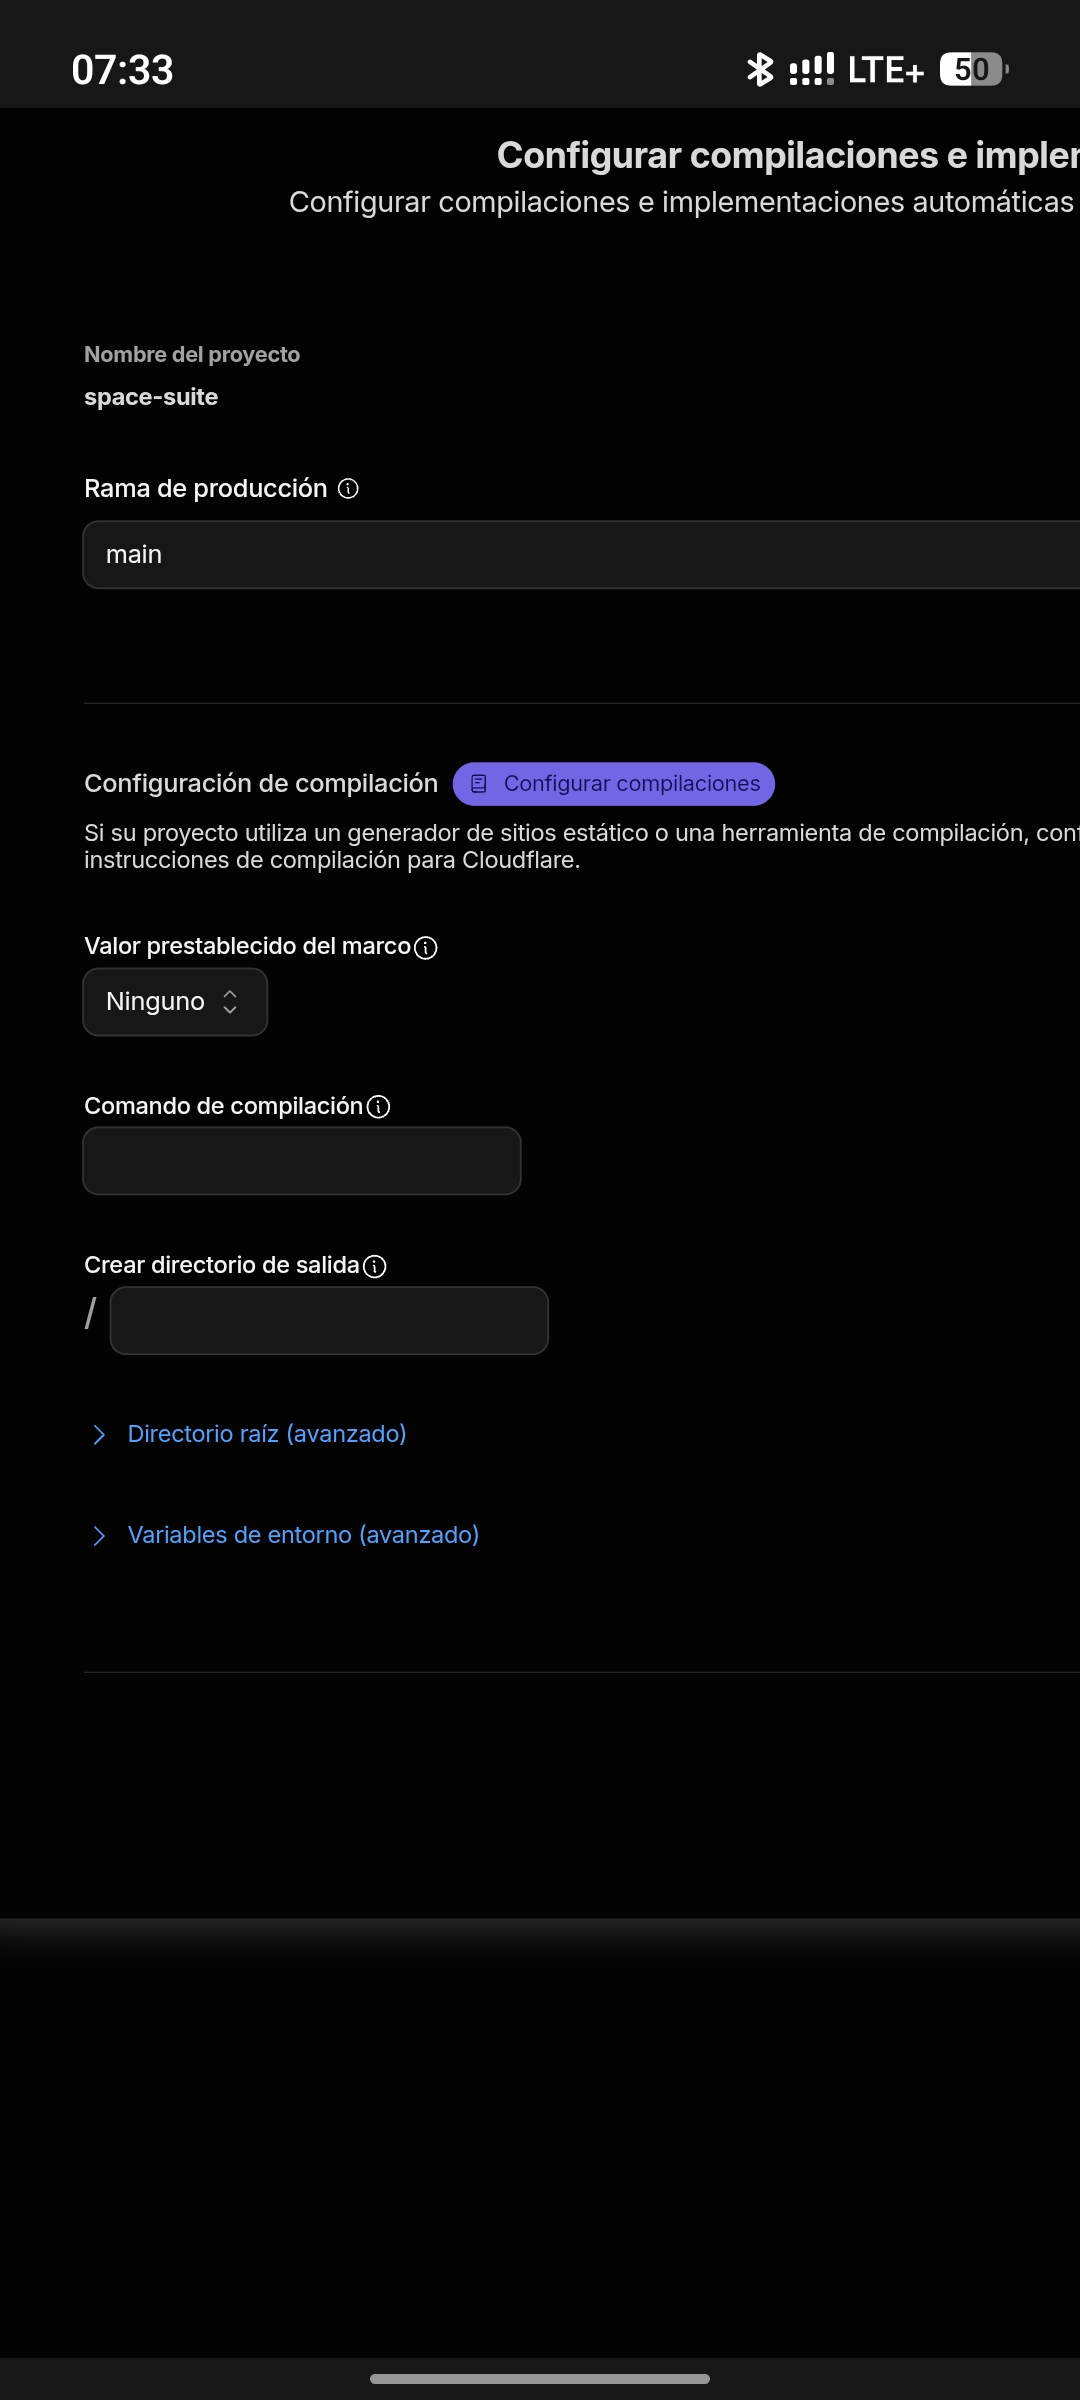 07:33
LTE+
50
Configurar compilaciones e imple
Configurar compilaciones e implementaciones automáticas
Nombre del proyecto
space-suite
Rama de producción
main
Configuración de compilación
Configurar compilaciones
Si su proyecto utiliza un generador de sitios estático o una herramienta de compilación,
instrucciones de compilación para Cloudflare.
Valor prestablecido del marco
Ninguno
Comando de compilación
Crear directorio de salida
/
Directorio raíz (avanzado)
Variables de entorno (avanzado)